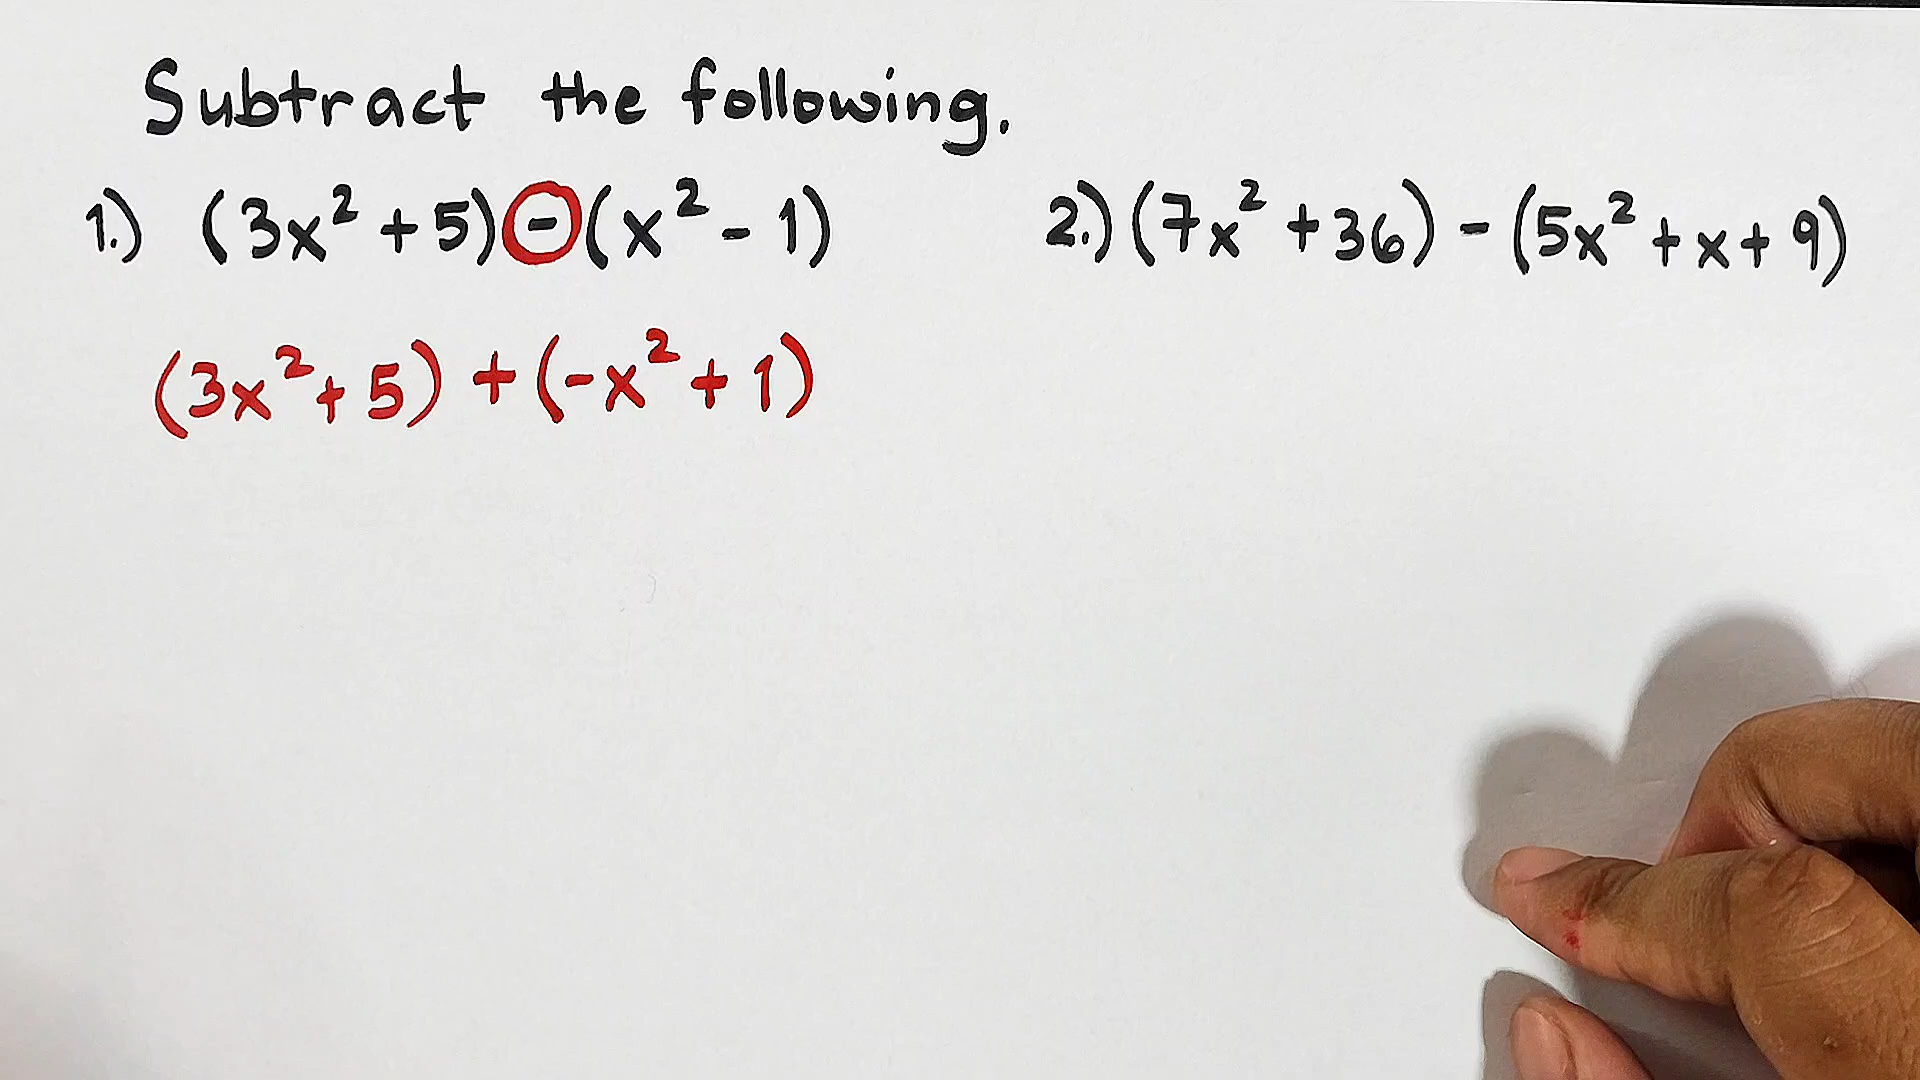 Subtract the following.
1.) (3x² + 5) - (x² - 1)
2.) (7x² + 36) - (5x² + x + 9)
(3x² + 5) + (-x² + 1)